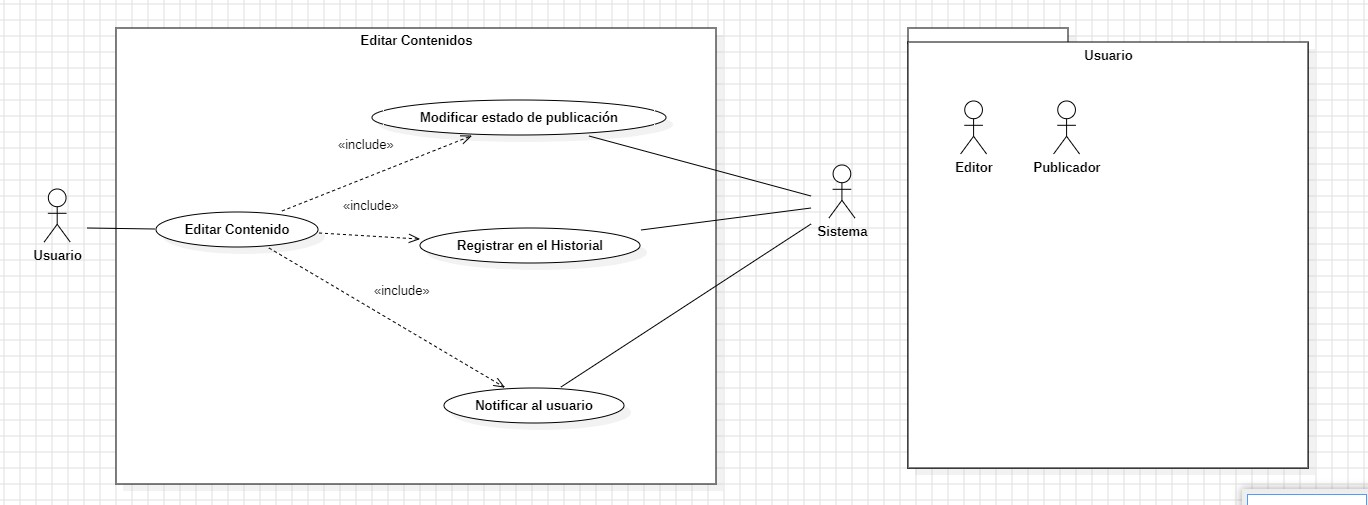 Editar Contenidos
Modificar estado de publicación
«include»
«include»
Editar Contenido
Registrar en el Historial
Usuario
«include»
Notificar al usuario
Sistema
Usuario
Editor
Publicador